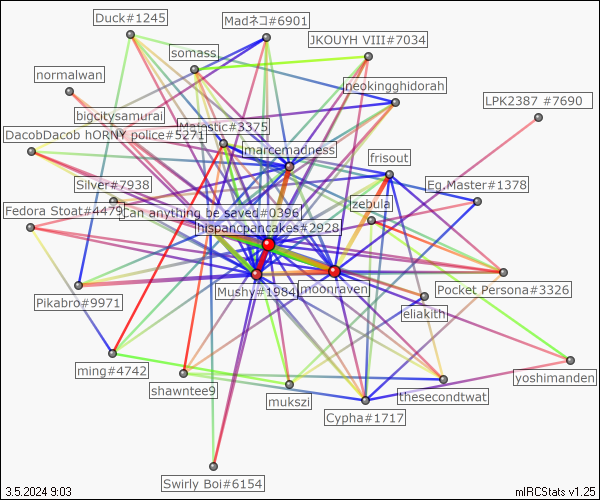 Duck#1245
Madネコ#6901
JKOUYH VIII#7034
somass
normalwan
neokingghidorah
LPK2387 #7690
bigcitysamurai
Majestic#3375
DacobDacob hORNY police#5271
marcemadness
frisout
Silver#7938
Eg.Master#1378
zebula
Fedora Stoat#4479
Can anything be saved#0396
hispancpancakes#2928
Mushy#1984
moonraven
Pocket Persona#3326
Pikabro#9971
eliakith
ming#4742
yoshimanden
shawntee9
mukszi
thesecondtwat
Cypha#1717
Swirly Boi#6154
3.5.2024 9:03
mIRCStats v1.25